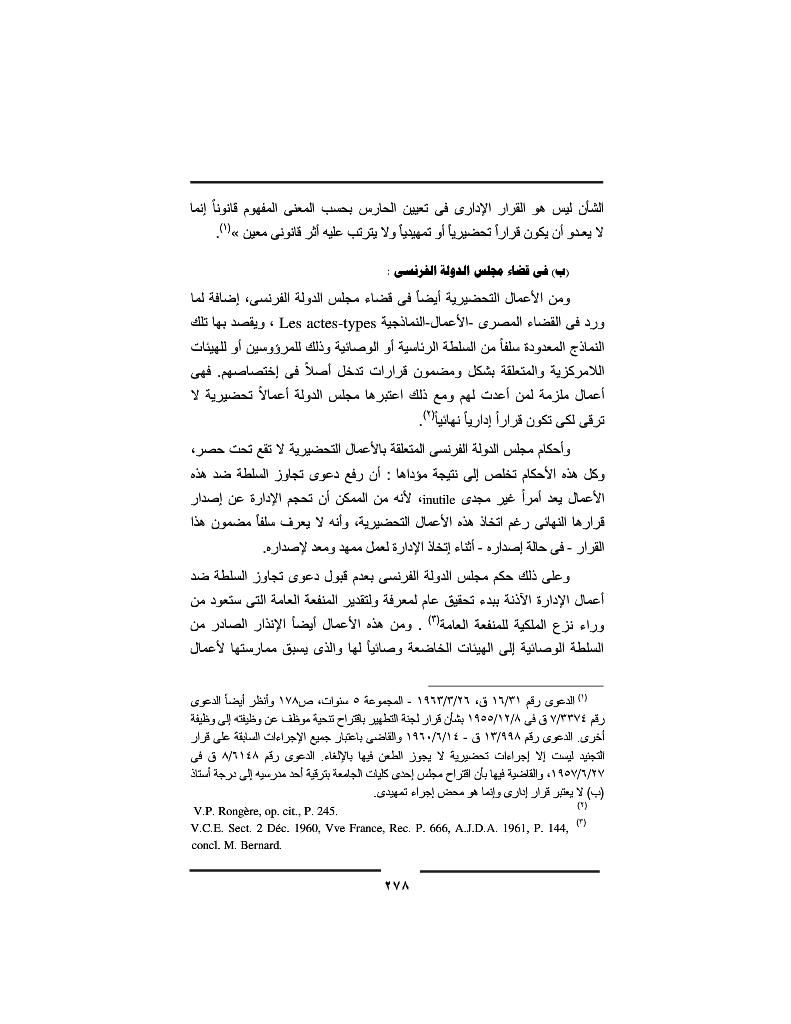 الشأن ليس هو القرار الإدارى فى تعيين الحارس بحسب المعنى المفهوم قانوناً إنما
لا يعدو أن يكون قراراً تحضيرياً أو تمهيدياً ولا يترتب عليه أثر قانونى معين »(١).
(ب) فى قضاء مجلس الدولة الفرنسى :
ومن الأعمال التحضيرية أيضاً فى قضاء مجلس الدولة الفرنسى، إضافة لما
ورد فى القضاء المصرى -الأعمال-النماذجية Les actes-types ، ويقصد بها تلك
النماذج المعدودة سلفاً من السلطة الرئاسية أو الوصائية وذلك للمرؤوسين أو للهيئات
اللامركزية والمتعلقة بشكل ومضمون قرارات تدخل أصلاً فى إختصاصهم. فهى
أعمال ملزمة لمن أعدت لهم ومع ذلك اعتبرها مجلس الدولة أعمالاً تحضيرية لا
ترقى لكى تكون قراراً إدارياً نهائياً(٢).
وأحكام مجلس الدولة الفرنسى المتعلقة بالأعمال التحضيرية لا تقع تحت حصر،
وكل هذه الأحكام تخلص إلى نتيجة مؤداها : أن رفع دعوى تجاوز السلطة ضد هذه
الأعمال يعد أمراً غير مجدى inutile، لأنه من الممكن أن تحجم الإدارة عن إصدار
قرارها النهائى رغم اتخاذ هذه الأعمال التحضيرية، وأنه لا يعرف سلفاً مضمون هذا
القرار - فى حالة إصداره - أثناء إتخاذ الإدارة لعمل ممهد ومعد لإصداره.
وعلى ذلك حكم مجلس الدولة الفرنسى بعدم قبول دعوى تجاوز السلطة ضد
أعمال الإدارة الآذنة ببدء تحقيق عام لمعرفة ولتقدير المنفعة العامة التى ستعود من
وراء نزع الملكية للمنفعة العامة(٣) . ومن هذه الأعمال أيضاً الإنذار الصادر من
السلطة الوصائية إلى الهيئات الخاضعة وصائياً لها والذى يسبق ممارستها لأعمال
(١) الدعوى رقم ١٦/٣١ ق، ١٩٦٣/٣/٢٦ - المجموعة ٥ سنوات، ص١٧٨ وأنظر أيضاً الدعوى
رقم ٧/٣٣٧٤ ق فى ١٩٥٥/١٢/٨ بشأن قرار لجنة التطهير باقتراح تنحية موظف عن وظيفته إلى وظيفة
أخرى. الدعوى رقم ١٣/٩٩٨ ق - ١٩٦٠/٦/١٤ والقاضى باعتبار جميع الإجراءات السابقة على قرار
التجنيد ليست إلا إجراءات تحضيرية لا يجوز الطعن فيها بالإلغاء. الدعوى رقم ٨/٦١٤٨ ق فى
١٩٥٧/٦/٢٧، والقاضية فيها بأن اقتراح مجلس إحدى كليات الجامعة بترقية أحد مدرسيه إلى درجة أستاذ
(ب) لا يعتبر قرار إدارى وإنما هو محض إجراء تمهيدى.
(٢) V.P. Rongère, op. cit., P. 245.
(٣) V.C.E. Sect. 2 Déc. 1960, Vve France, Rec. P. 666, A.J.D.A. 1961, P. 144,
concl. M. Bernard.
٢٧٨